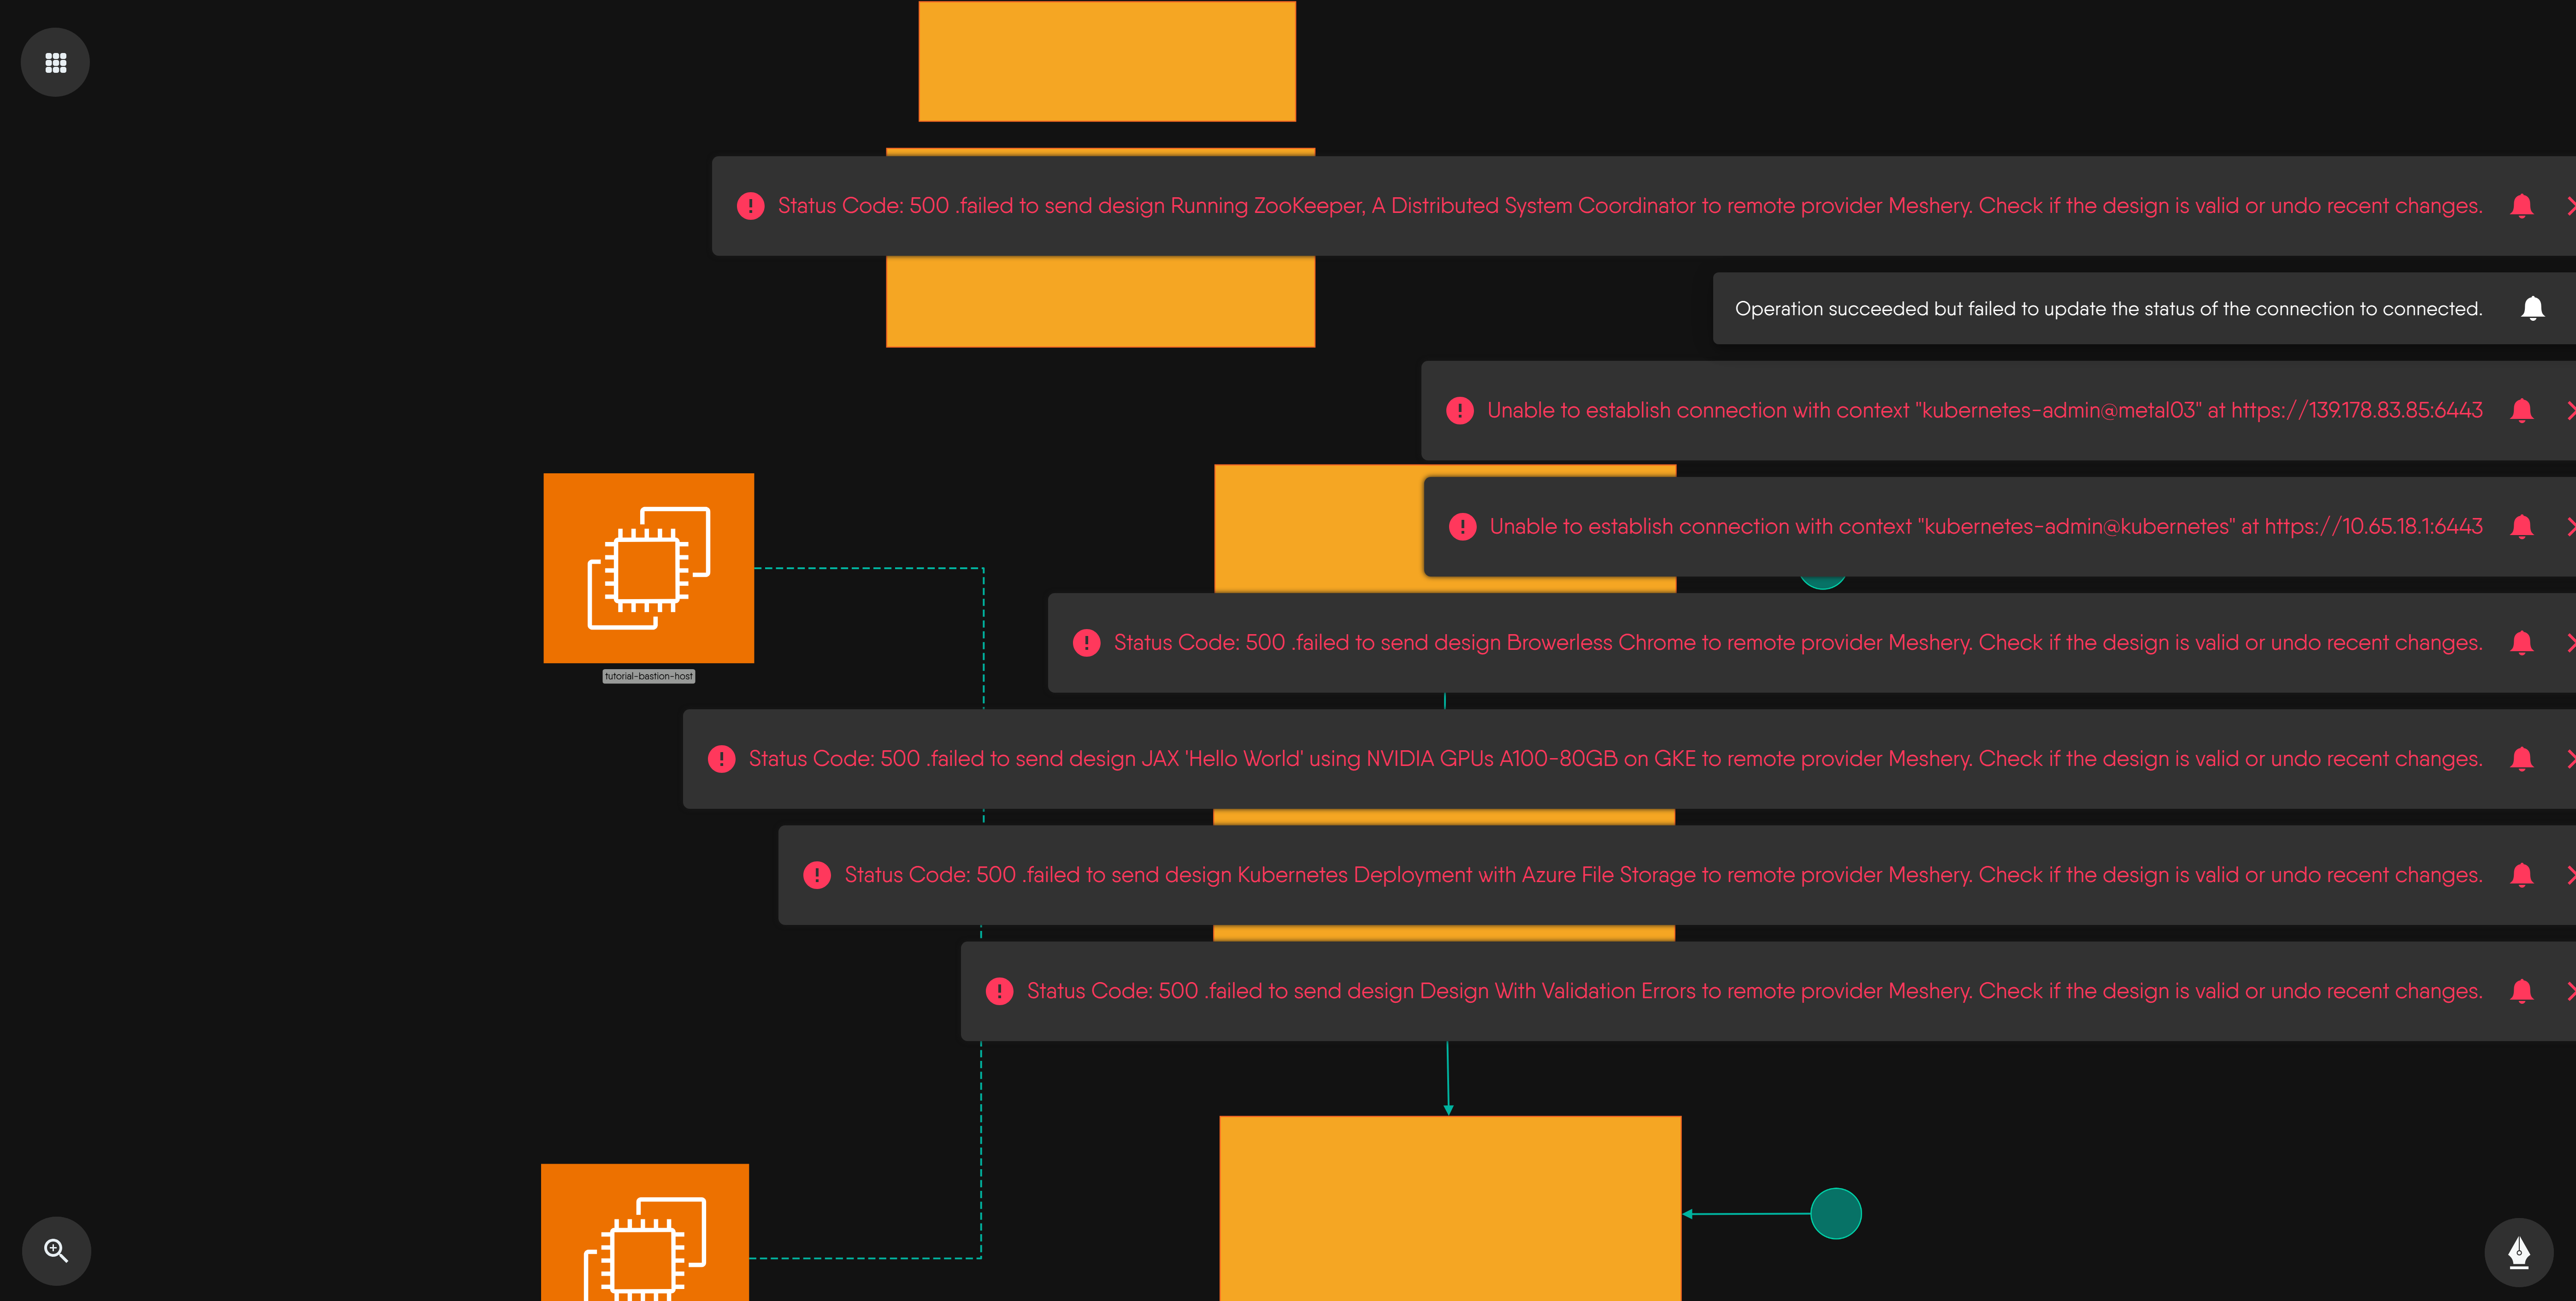 Status Code: 500 .failed to send design Running ZooKeeper, A Distributed System Coordinator to remote provider Meshery. Check if the design is valid or undo recent changes.
Operation succeeded but failed to update the status of the connection to connected.
Unable to establish connection with context "kubernetes-admin@metal03" at https://139.178.83.85:6443
Unable to establish connection with context "kubernetes-admin@kubernetes" at https://10.65.18.1:6443
Status Code: 500 .failed to send design Browerless Chrome to remote provider Meshery. Check if the design is valid or undo recent changes.
tutorial-bastion-host
Status Code: 500 .failed to send design JAX 'Hello World' using NVIDIA GPUs A100-80GB on GKE to remote provider Meshery. Check if the design is valid or undo recent changes.
Status Code: 500 .failed to send design Kubernetes Deployment with Azure File Storage to remote provider Meshery. Check if the design is valid or undo recent changes.
Status Code: 500 .failed to send design Design With Validation Errors to remote provider Meshery. Check if the design is valid or undo recent changes.